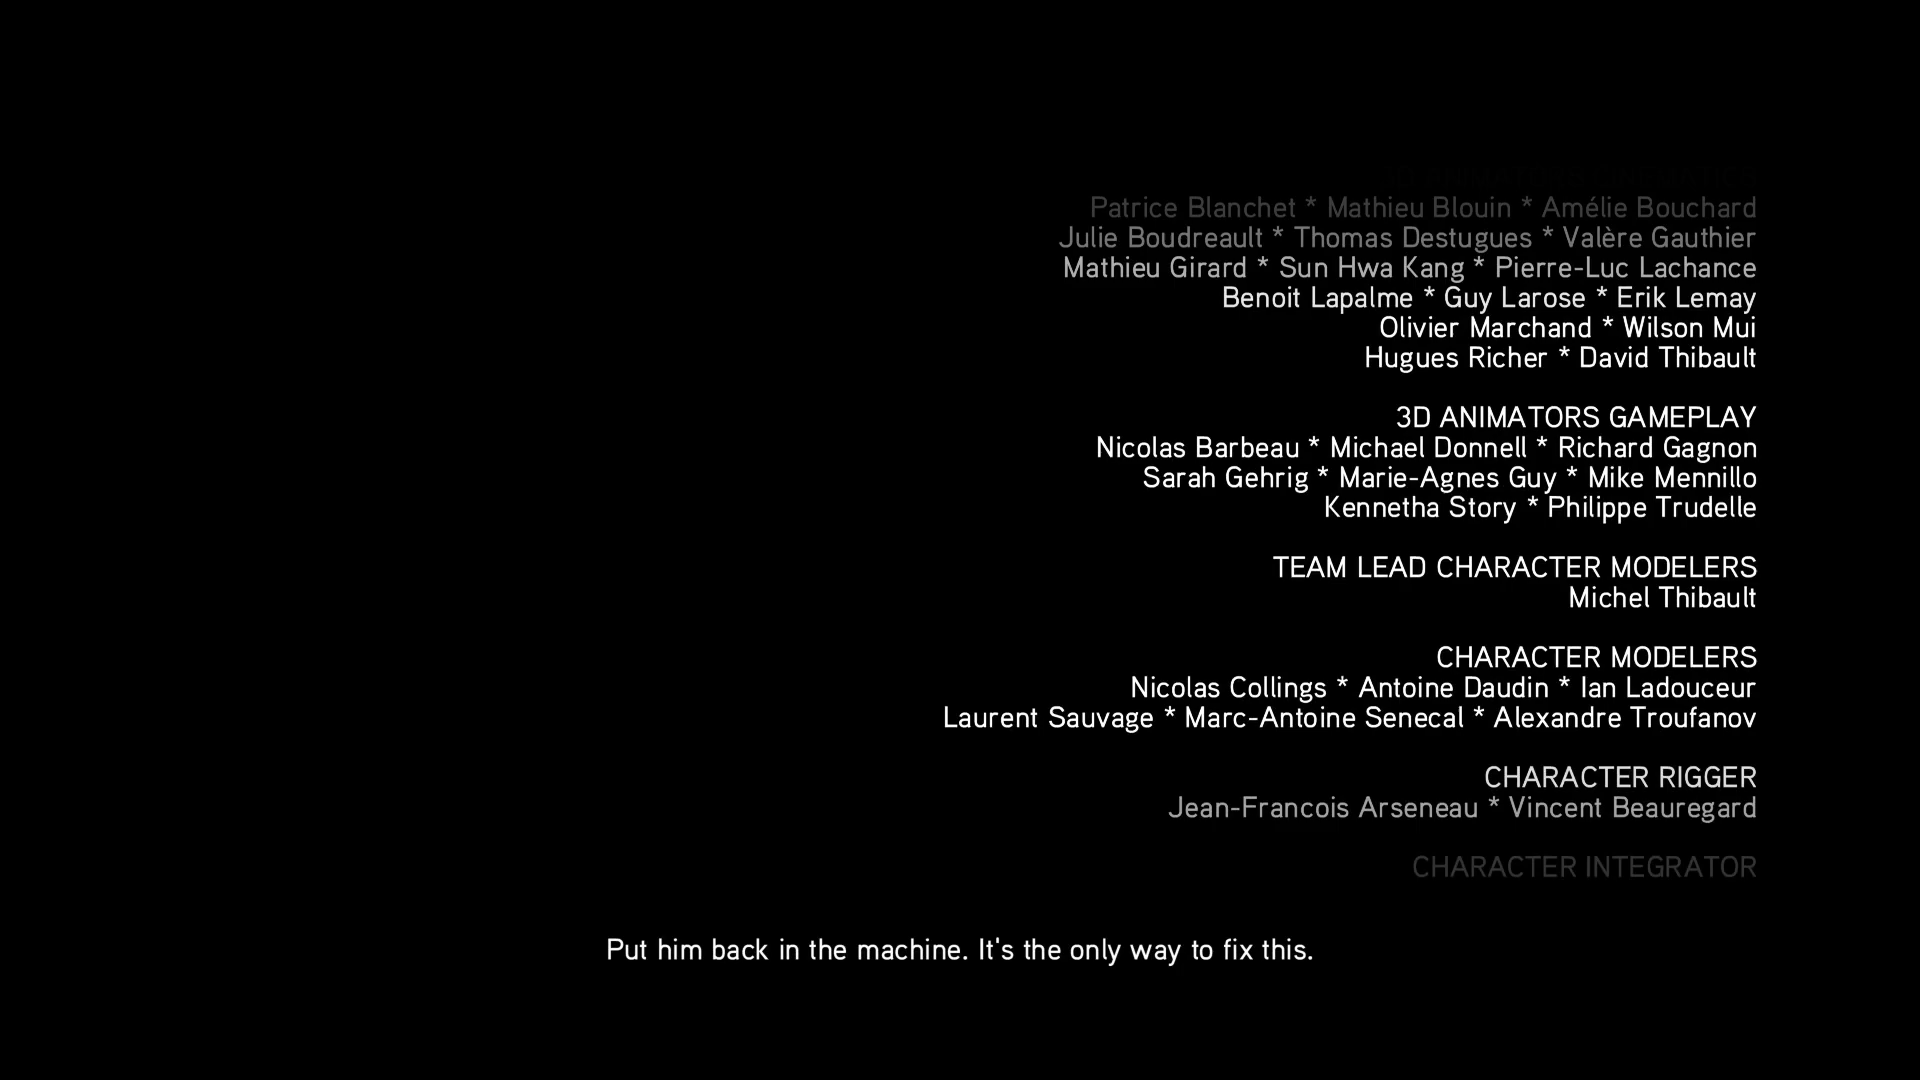 3D ANIMATORS CINEMATICS
Patrice Blanchet * Mathieu Blouin * Amélie Bouchard
Julie Boudreault * Thomas Destugues * Valère Gauthier
Mathieu Girard * Sun Hwa Kang * Pierre-Luc Lachance
Benoit Lapalme * Guy Larose * Erik Lemay
Olivier Marchand * Wilson Mui
Hugues Richer * David Thibault
3D ANIMATORS GAMEPLAY
Nicolas Barbeau * Michael Donnell * Richard Gagnon
Sarah Gehrig * Marie-Agnes Guy * Mike Mennillo
Kennetha Story * Philippe Trudelle
TEAM LEAD CHARACTER MODELERS
Michel Thibault
CHARACTER MODELERS
Nicolas Collings * Antoine Daudin * Ian Ladouceur
Laurent Sauvage * Marc-Antoine Senecal * Alexandre Troufanov
CHARACTER RIGGER
Jean-Francois Arseneau * Vincent Beauregard
CHARACTER INTEGRATOR
Put him back in the machine. It's the only way to fix this.